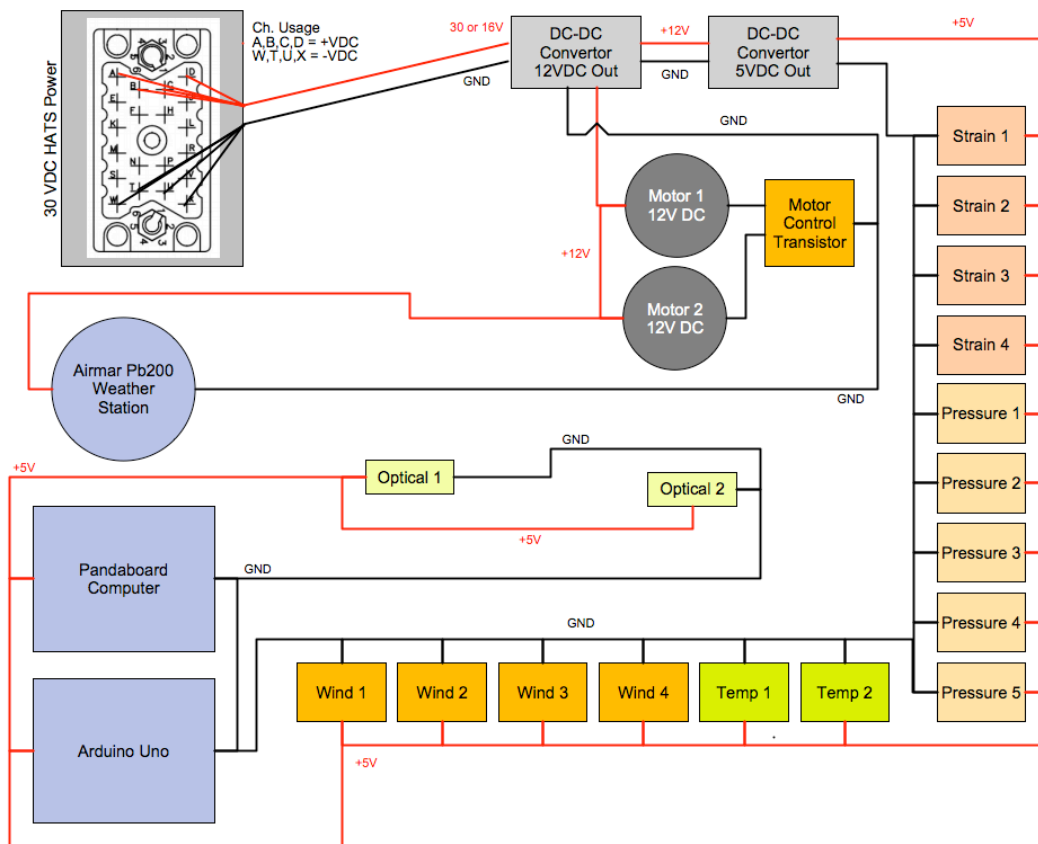 30 VDC HATS Power
Ch. Usage
A,B,C,D = +VDC
W,T,U,X = -VDC
30 or 16V
GND
DC-DC
Convertor
12VDC Out
+12V
GND
DC-DC
Convertor
5VDC Out
+5V
GND
A
D
B
C
E
F
H
K
L
M
R
N
P
S
V
T
W
Motor 1
12V DC
Motor
Control
Transistor
+12V
Motor 2
12V DC
Airmar Pb200
Weather
Station
GND
Strain 1
Strain 2
Strain 3
Strain 4
Pressure 1
Pressure 2
Pressure 3
Pressure 4
Pressure 5
+5V
Optical 1
GND
Optical 2
+5V
Pandaboard
Computer
GND
GND
Arduino Uno
Wind 1
Wind 2
Wind 3
Wind 4
Temp 1
Temp 2
+5V